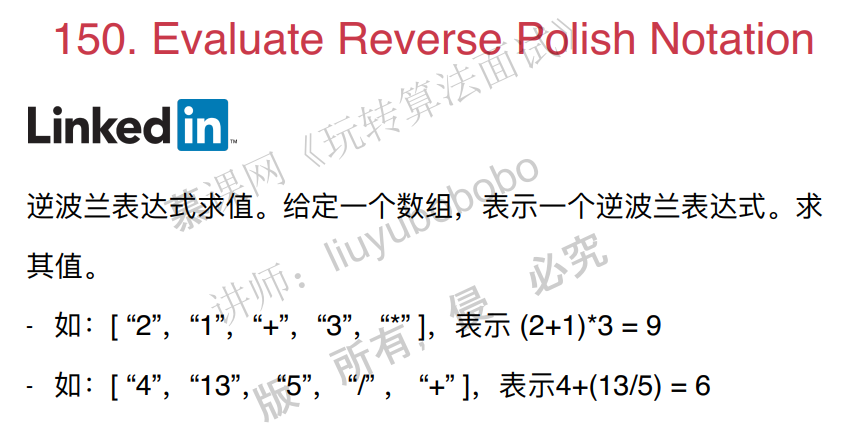 150. Evaluate Reverse Polish Notation
Linked in™
慕课网《玩转算法面试》
逆波兰表达式求值。给定一个数组，表示一个逆波兰表达式。求
其值。
讲师：liuyubobobo
- 如：[ “2”，“1”，“+”，“3”，“*” ]，表示 (2+1)*3 = 9
版 所有，侵 必究
- 如：[ “4”，“13”，“5”，“/” ，“+” ]，表示4+(13/5) = 6